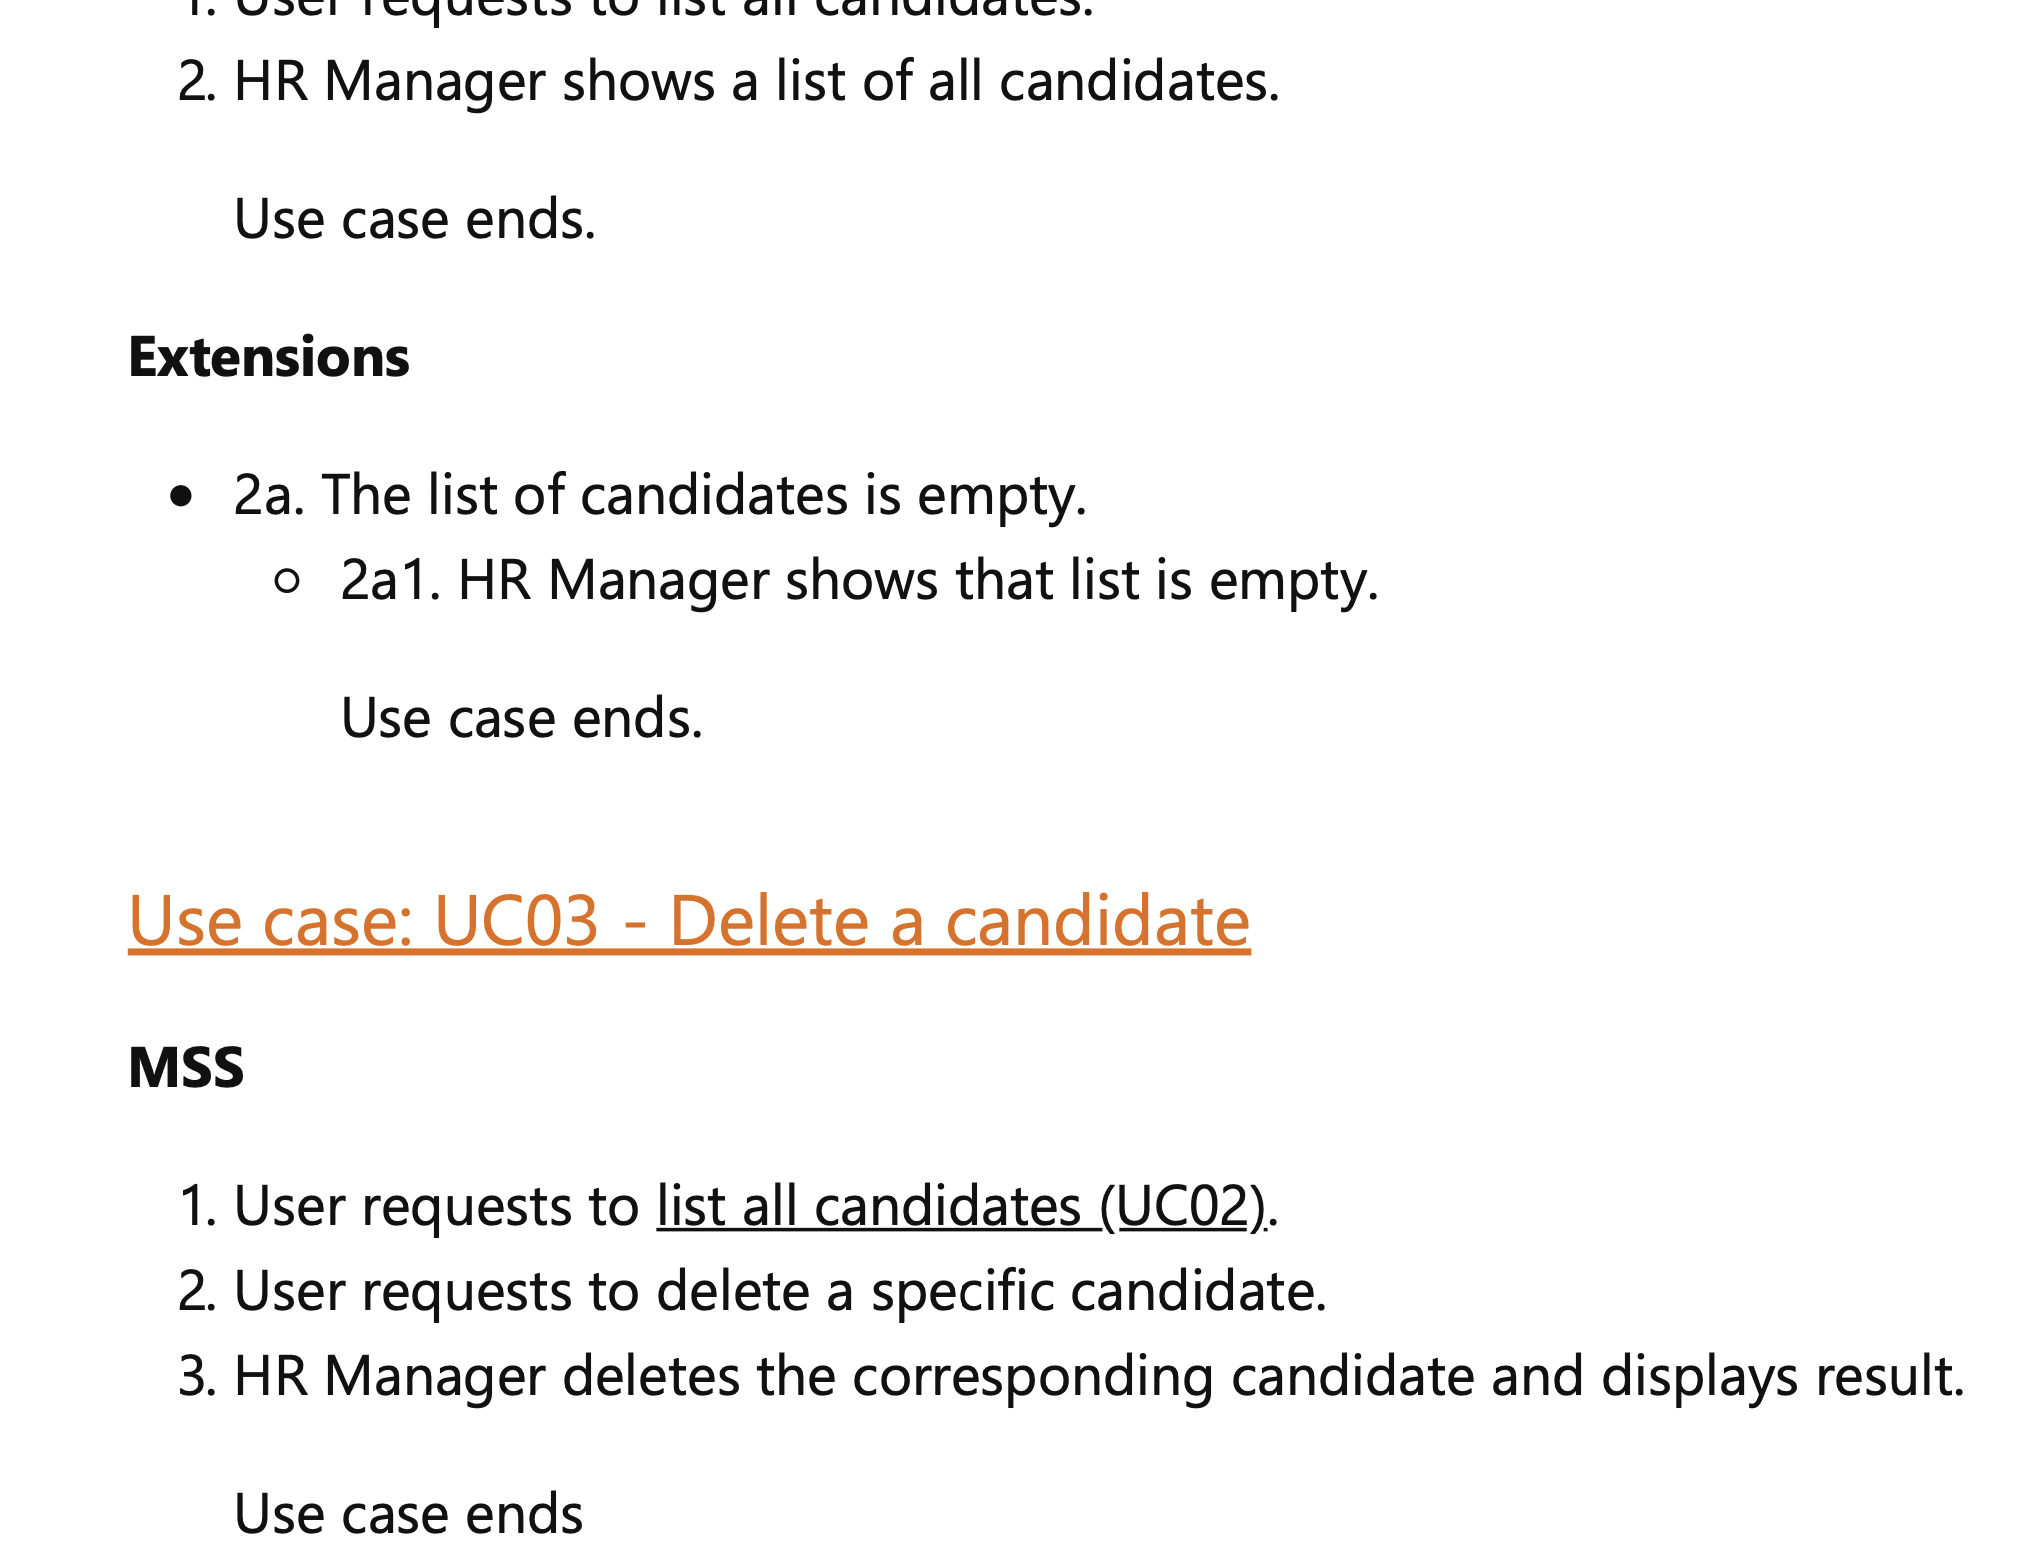 1. User requests to list all candidates.
2. HR Manager shows a list of all candidates.
Use case ends.
Extensions
• 2a. The list of candidates is empty.
○ 2a1. HR Manager shows that list is empty.
Use case ends.
Use case: UC03 - Delete a candidate
MSS
1. User requests to list all candidates (UC02).
2. User requests to delete a specific candidate.
3. HR Manager deletes the corresponding candidate and displays result.
Use case ends